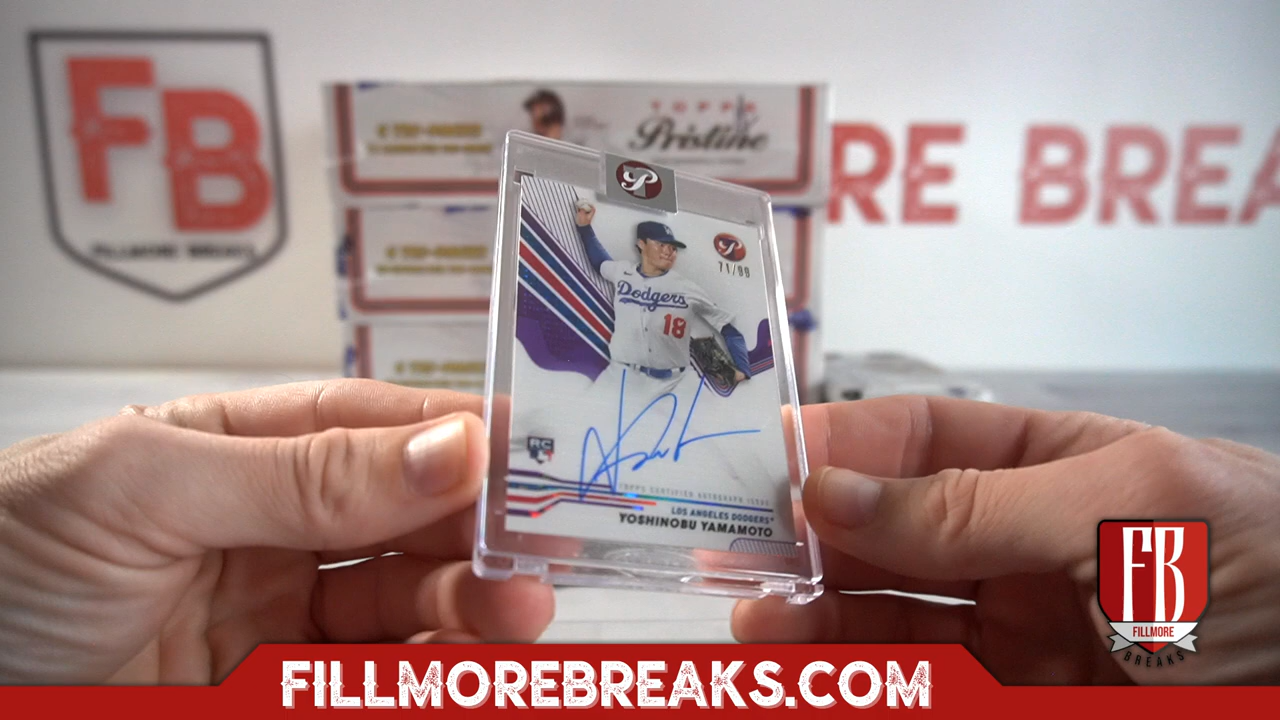 FB
FILLMORE BREAKS
TOPPS
Pristine
RE BREA
71/99
Dodgers
18
RC
TOPPS CERTIFIED AUTOGRAPH ISSUE
LOS ANGELES DODGERS
YOSHINOBU YAMAMOTO
FB
FILLMORE
BREAKS
FILLMOREBREAKS.COM